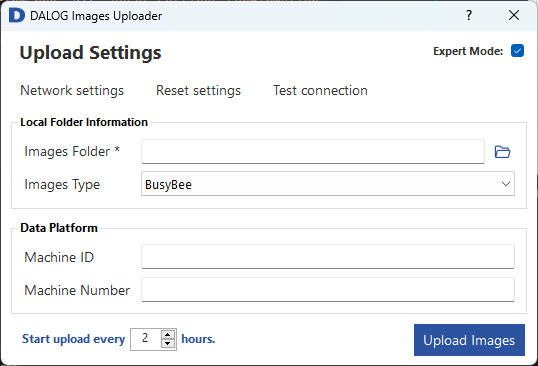 DALOG Images Uploader
Upload Settings
Expert Mode:
Network settings Reset settings Test connection
Local Folder Information
Images Folder *
Images Type BusyBee
Data Platform
Machine ID
Machine Number
Start upload every 2 hours.
Upload Images